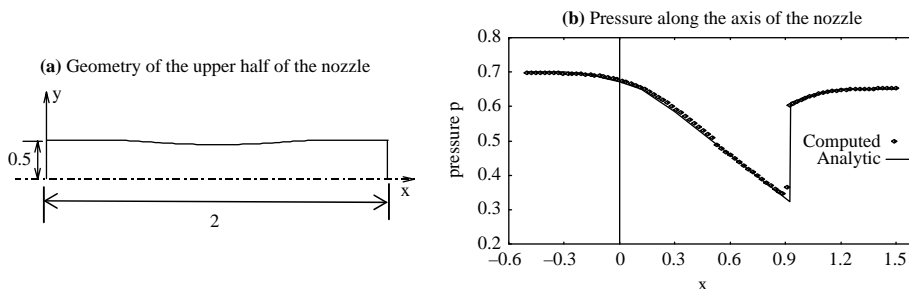 (a) Geometry of the upper half of the nozzle
y
0.5
x
2
(b) Pressure along the axis of the nozzle
0.8
0.7
0.6
0.5
0.4
0.3
0.2
pressure p
Computed
Analytic
–0.6 –0.3 0 0.3 0.6 0.9 1.2 1.5
x